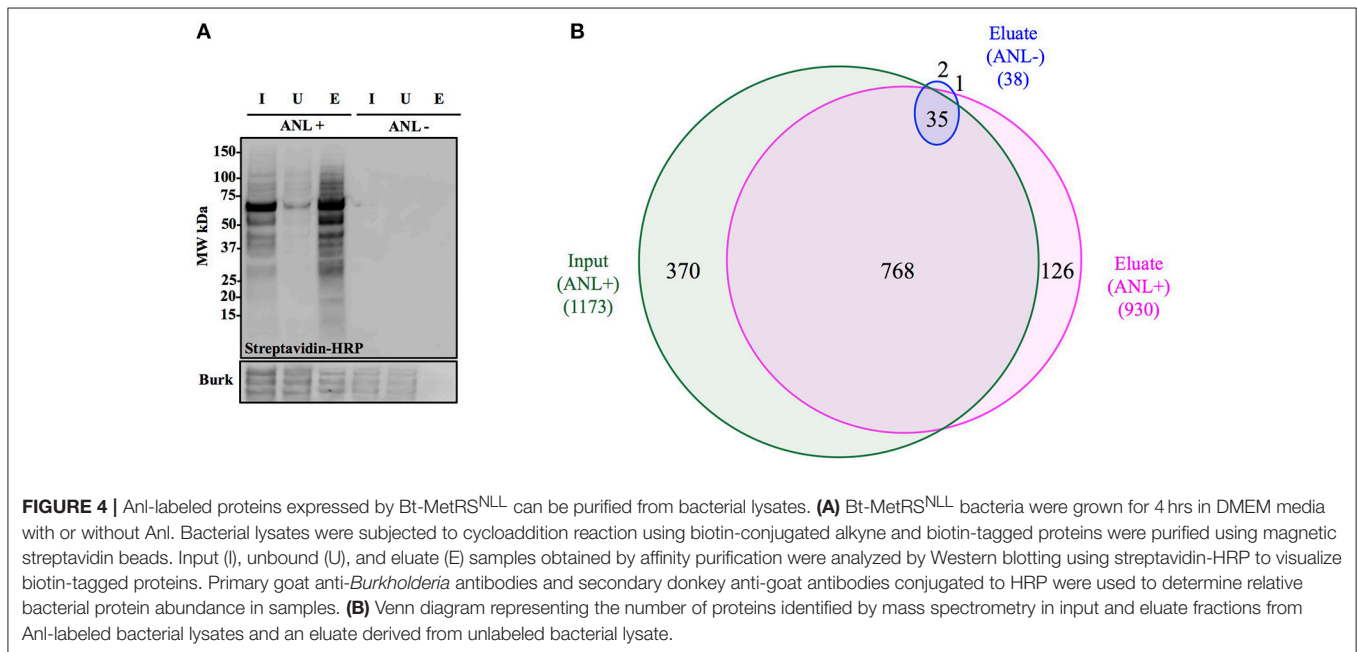 A
I U E I U E
ANL + ANL -
150
100
75
50
37
25
20
15
MW kDa
Streptavidin-HRP
Burk
B
Eluate
(ANL-)
(38)
2
1
35
Input
(ANL+)
(1173)
370
768
126
Eluate
(ANL+)
(930)
FIGURE 4 | Anl-labeled proteins expressed by Bt-MetRSNLL can be purified from bacterial lysates. (A) Bt-MetRSNLL bacteria were grown for 4 hrs in DMEM media
with or without Anl. Bacterial lysates were subjected to cycloaddition reaction using biotin-conjugated alkyne and biotin-tagged proteins were purified using magnetic
streptavidin beads. Input (I), unbound (U), and eluate (E) samples obtained by affinity purification were analyzed by Western blotting using streptavidin-HRP to visualize
biotin-tagged proteins. Primary goat anti-Burkholderia antibodies and secondary donkey anti-goat antibodies conjugated to HRP were used to determine relative
bacterial protein abundance in samples. (B) Venn diagram representing the number of proteins identified by mass spectrometry in input and eluate fractions from
Anl-labeled bacterial lysates and an eluate derived from unlabeled bacterial lysate.